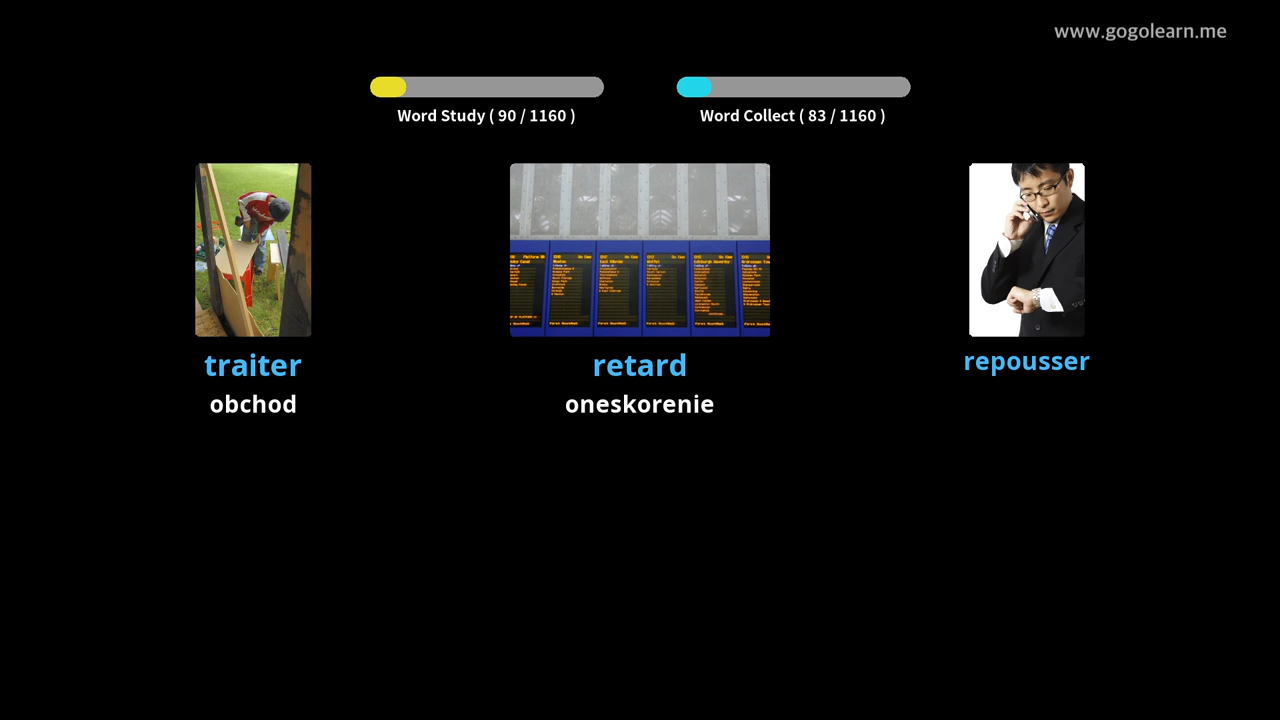 www.gogolearn.me
Word Study ( 90 / 1160 )
Word Collect ( 83 / 1160 )
traiter
retard
repousser
obchod
oneskorenie